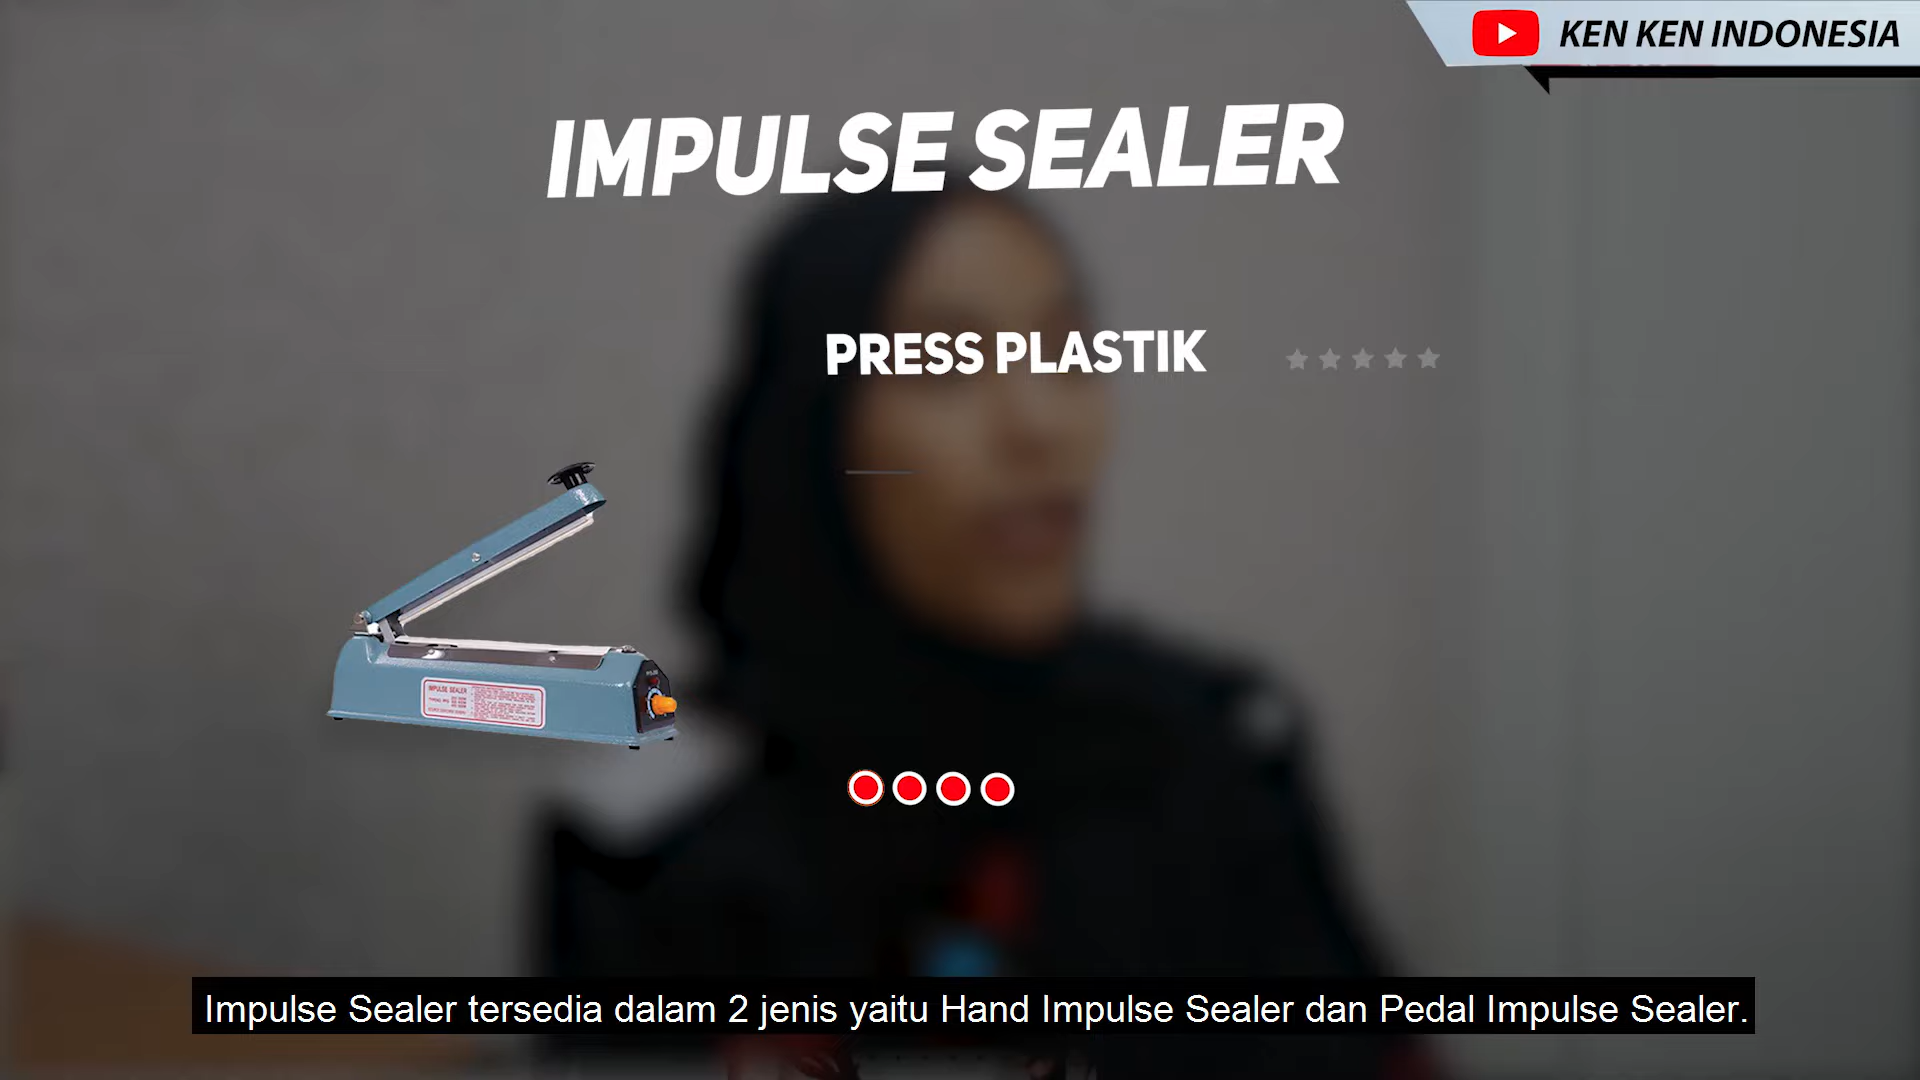 KEN KEN INDONESIA
IMPULSE SEALER
PRESS PLASTIK
IMPULSE SEALER
Impulse Sealer tersedia dalam 2 jenis yaitu Hand Impulse Sealer dan Pedal Impulse Sealer.